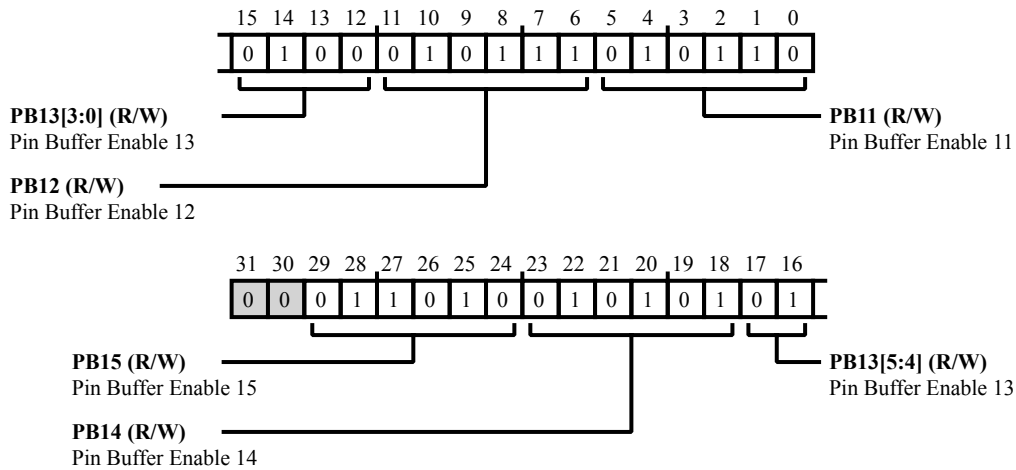 15 14 13 12 11 10 9 8 7 6 5 4 3 2 1 0
0 1 0 0 0 1 0 1 1 1 0 1 0 1 1 0
PB13[3:0] (R/W)
Pin Buffer Enable 13
PB11 (R/W)
Pin Buffer Enable 11
PB12 (R/W)
Pin Buffer Enable 12
31 30 29 28 27 26 25 24 23 22 21 20 19 18 17 16
0 0 0 1 1 0 1 0 0 1 0 1 0 1 0 1
PB15 (R/W)
Pin Buffer Enable 15
PB13[5:4] (R/W)
Pin Buffer Enable 13
PB14 (R/W)
Pin Buffer Enable 14